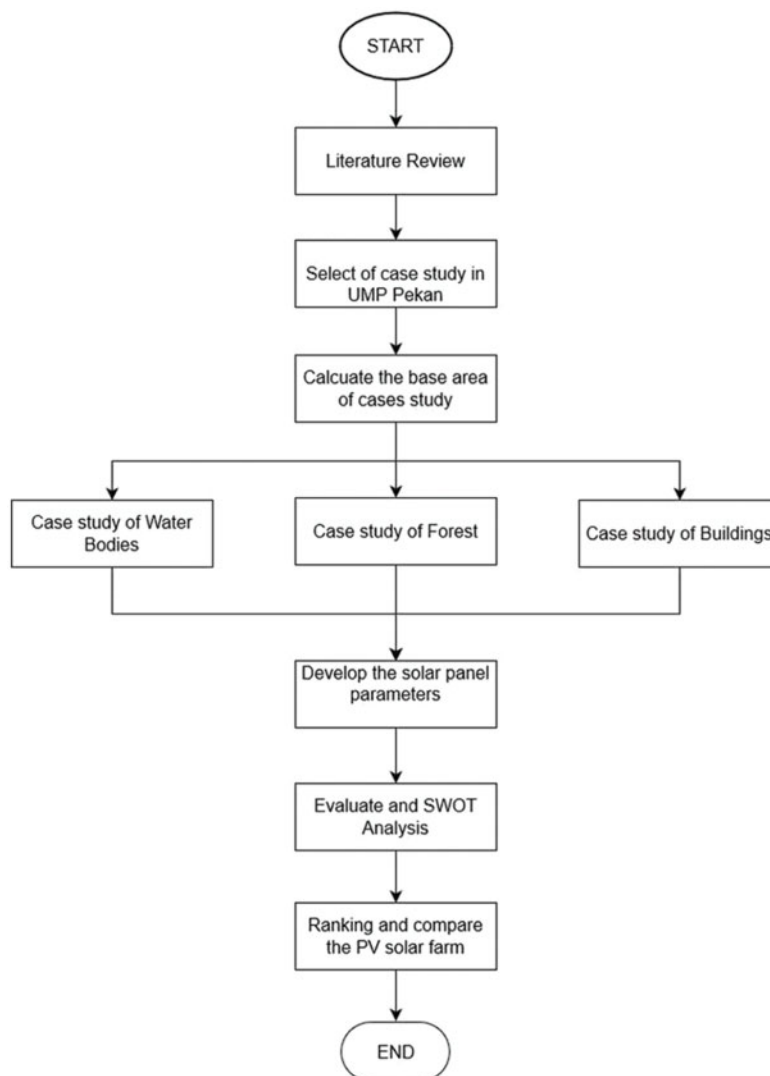 START
Literature Review
Select of case study in
UMP Pekan
Calcuate the base area
of cases study
Case study of Water
Bodies
Case study of Forest
Case study of Buildings
Develop the solar panel
parameters
Evaluate and SWOT
Analysis
Ranking and compare
the PV solar farm
END